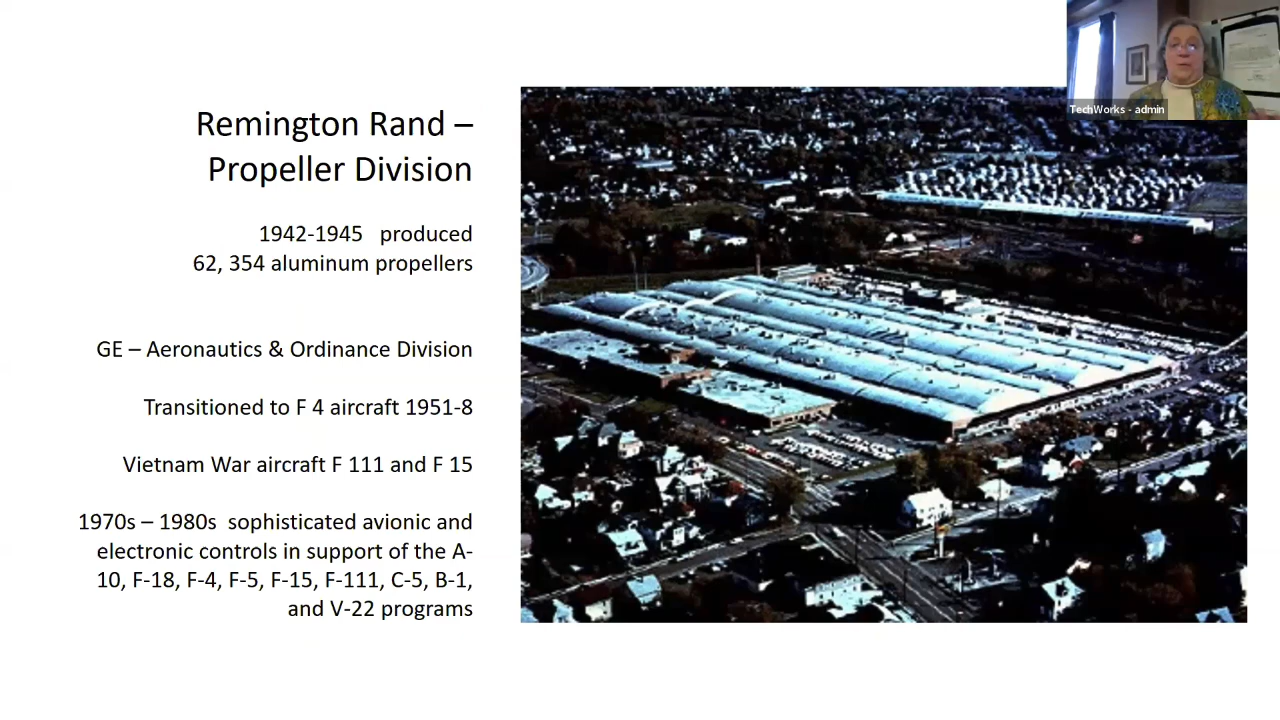 Remington Rand –
Propeller Division
1942-1945 produced
62, 354 aluminum propellers
GE – Aeronautics & Ordinance Division
Transitioned to F 4 aircraft 1951-8
Vietnam War aircraft F 111 and F 15
1970s – 1980s sophisticated avionic and
electronic controls in support of the A-
10, F-18, F-4, F-5, F-15, F-111, C-5, B-1,
and V-22 programs
TechWorks - admin